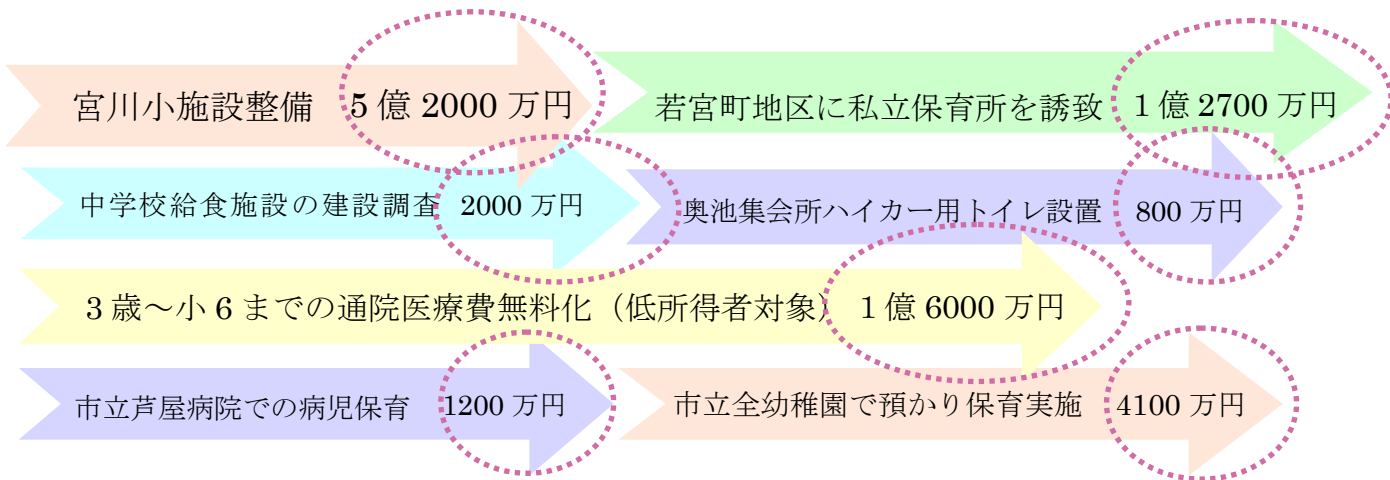 宮川小施設整備 5億2000万円
若宮町地区に私立保育所を誘致 1億2700万円
中学校給食施設の建設調査 2000万円
奥池集会所ハイカー用トイレ設置 800万円
3歳～小6までの通院医療費無料化（低所得者対象） 1億6000万円
市立芦屋病院での病児保育 1200万円
市立全幼稚園で預かり保育実施 4100万円